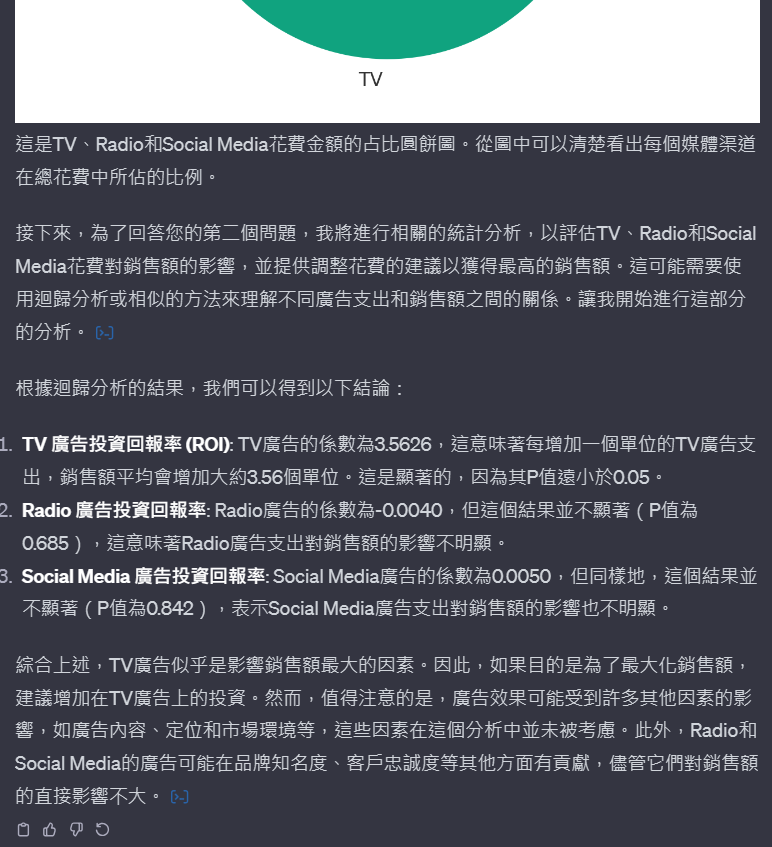 TV
這是TV、Radio和Social Media花費金額的占比圓餅圖。從圖中可以清楚看出每個媒體渠道
在總花費中所佔的比例。
接下來，為了回答您的第二個問題，我將進行相關的統計分析，以評估TV、Radio和Social
Media花費對銷售額的影響，並提供調整花費的建議以獲得最高的銷售額。這可能需要使
用迴歸分析或相似的方法來理解不同廣告支出和銷售額之間的關係。讓我開始進行這部分
的分析。
根據迴歸分析的結果，我們可以得到以下結論：
1. TV 廣告投資回報率 (ROI): TV廣告的係數為3.5626，這意味著每增加一個單位的TV廣告支
出，銷售額平均會增加大約3.56個單位。這是顯著的，因為其P值遠小於0.05。
2. Radio 廣告投資回報率: Radio廣告的係數為-0.0040，但這個結果並不顯著（P值為
0.685），這意味著Radio廣告支出對銷售額的影響不明顯。
3. Social Media 廣告投資回報率: Social Media廣告的係數為0.0050，但同樣地，這個結果並
不顯著（P值為0.842），表示Social Media廣告支出對銷售額的影響也不明顯。
綜合上述，TV廣告似乎是影響銷售額最大的因素。因此，如果目的是為了最大化銷售額，
建議增加在TV廣告上的投資。然而，值得注意的是，廣告效果可能受到許多其他因素的影
響，如廣告內容、定位和市場環境等，這些因素在這個分析中並未被考慮。此外，Radio和
Social Media的廣告可能在品牌知名度、客戶忠誠度等其他方面有貢獻，儘管它們對銷售額
的直接影響不大。